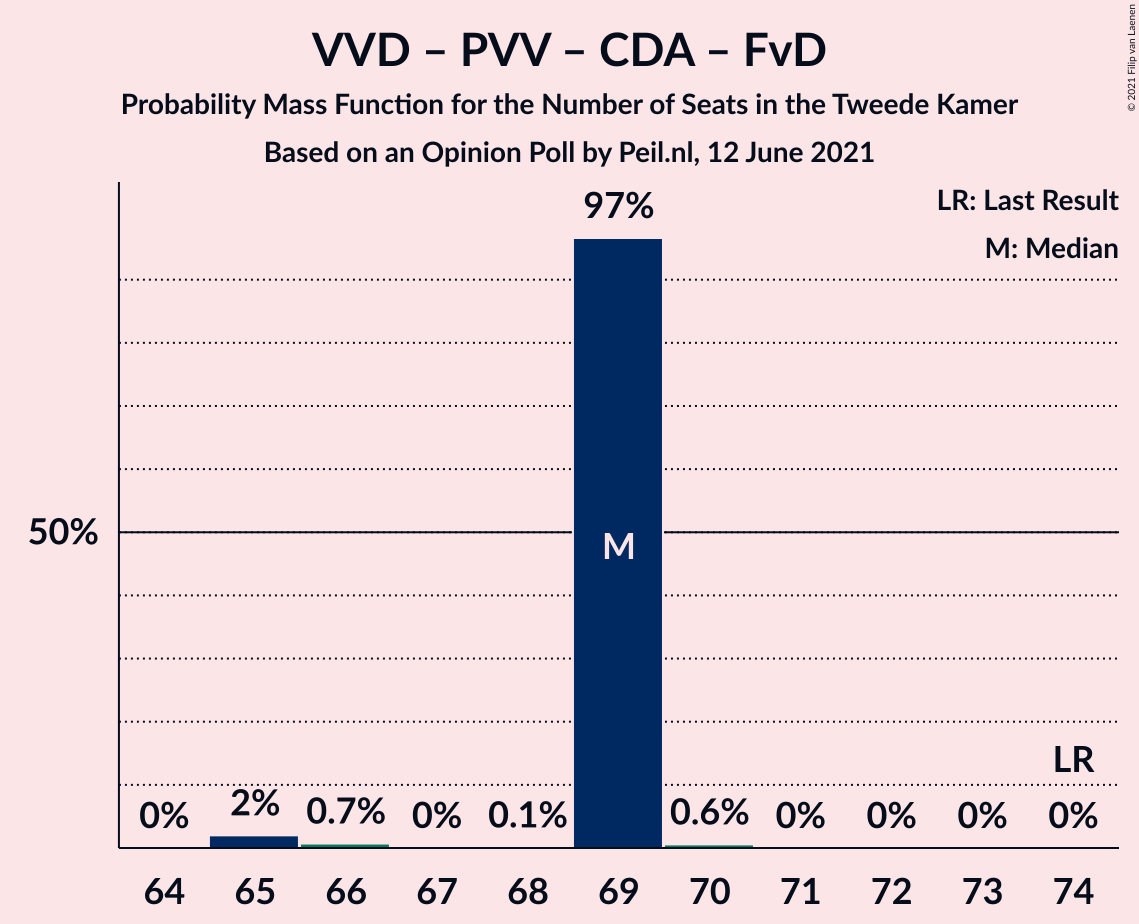 VVD – PVV – CDA – FvD
Probability Mass Function for the Number of Seats in the Tweede Kamer
Based on an Opinion Poll by Peil.nl, 12 June 2021
© 2021 Filip van Laenen
LR: Last Result
M: Median
97%
50%
M
LR
0% 2% 0.7% 0% 0.1% 0.6% 0% 0% 0% 0%
64 65 66 67 68 69 70 71 72 73 74